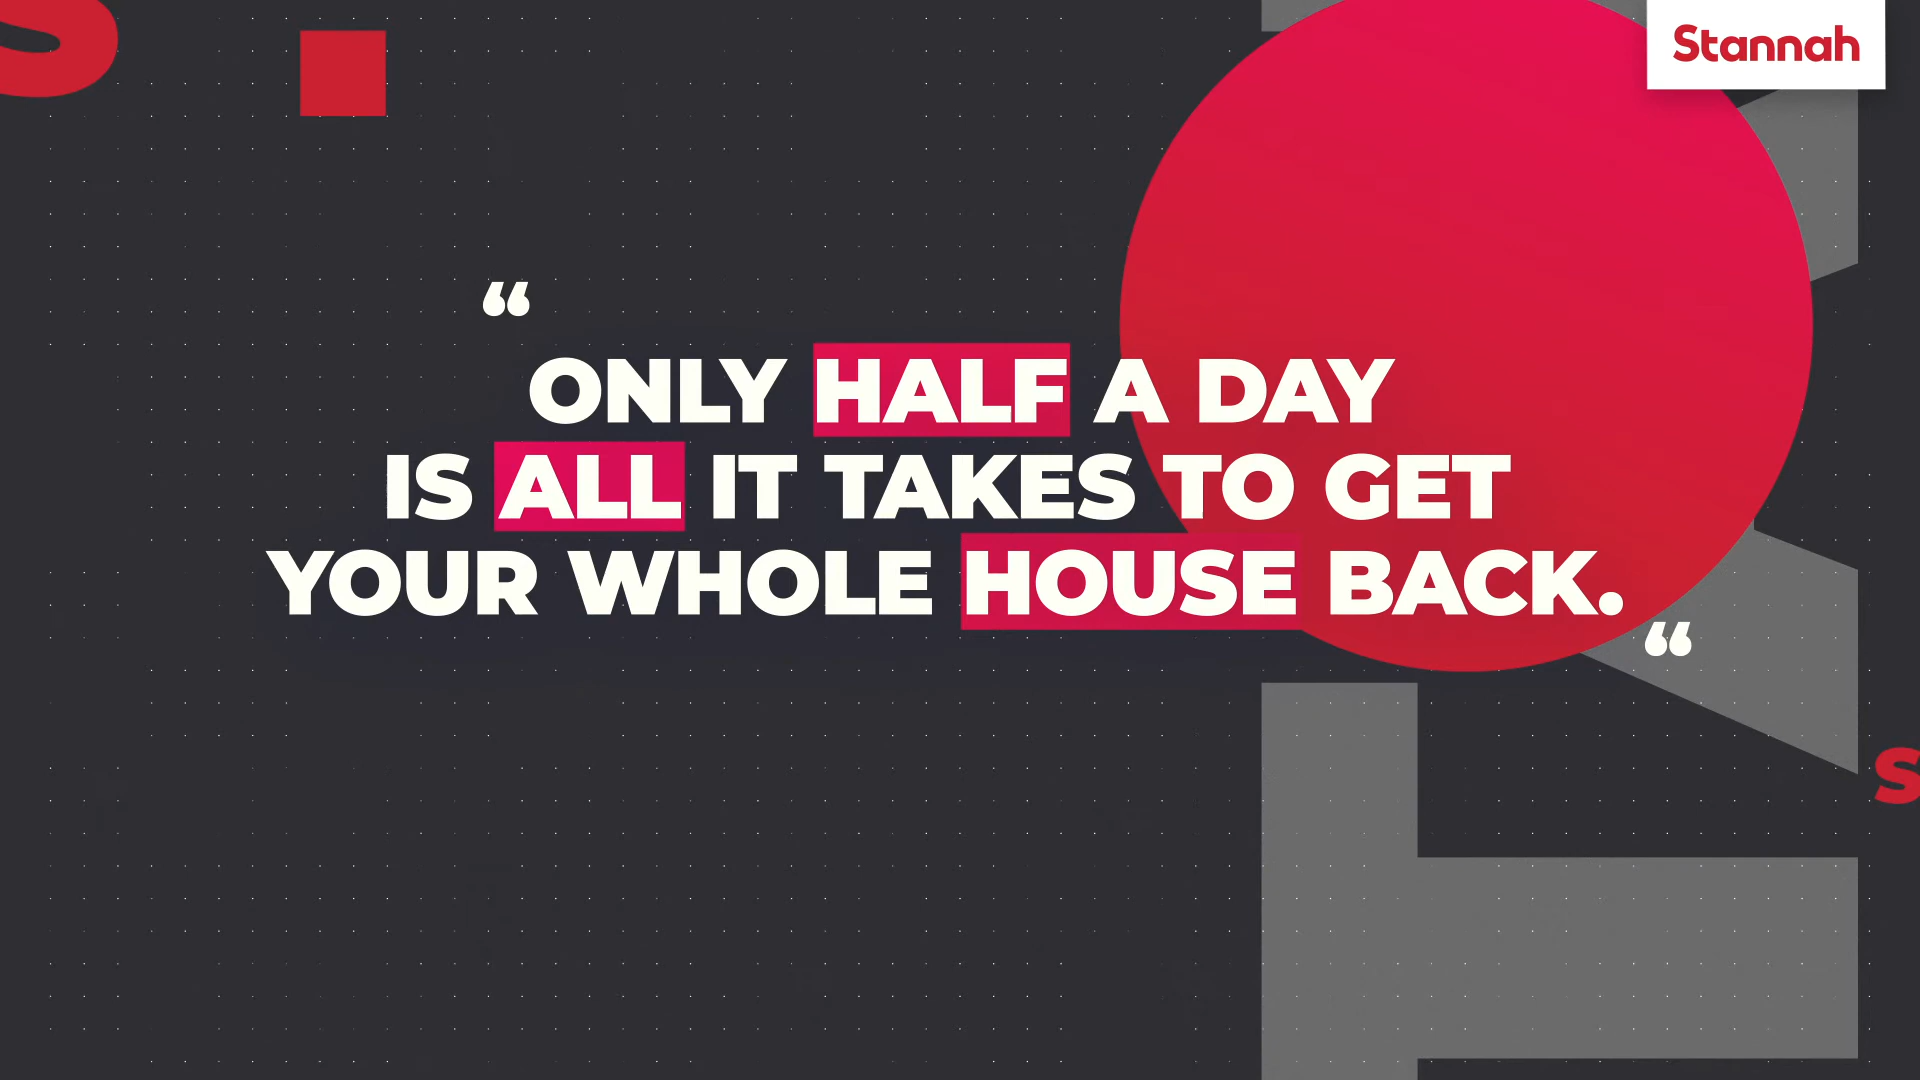 Stannah
“
ONLY HALF A DAY
IS ALL IT TAKES TO GET
YOUR WHOLE HOUSE BACK.
“